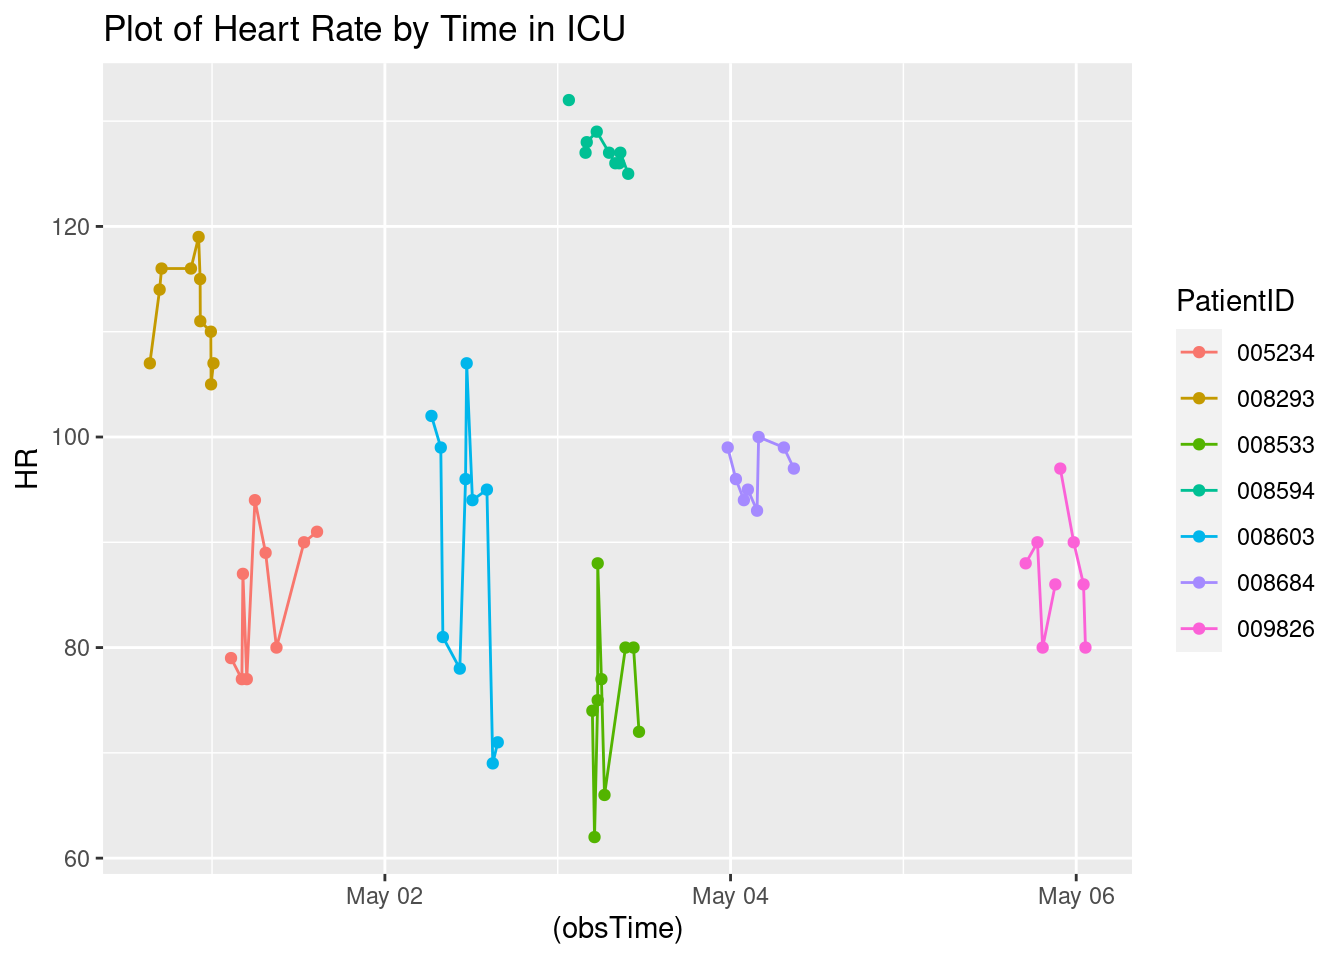 Plot of Heart Rate by Time in ICU
HR
120
100
80
60
May 02
May 04
May 06
(obsTime)
PatientID
005234
008293
008533
008594
008603
008684
009826